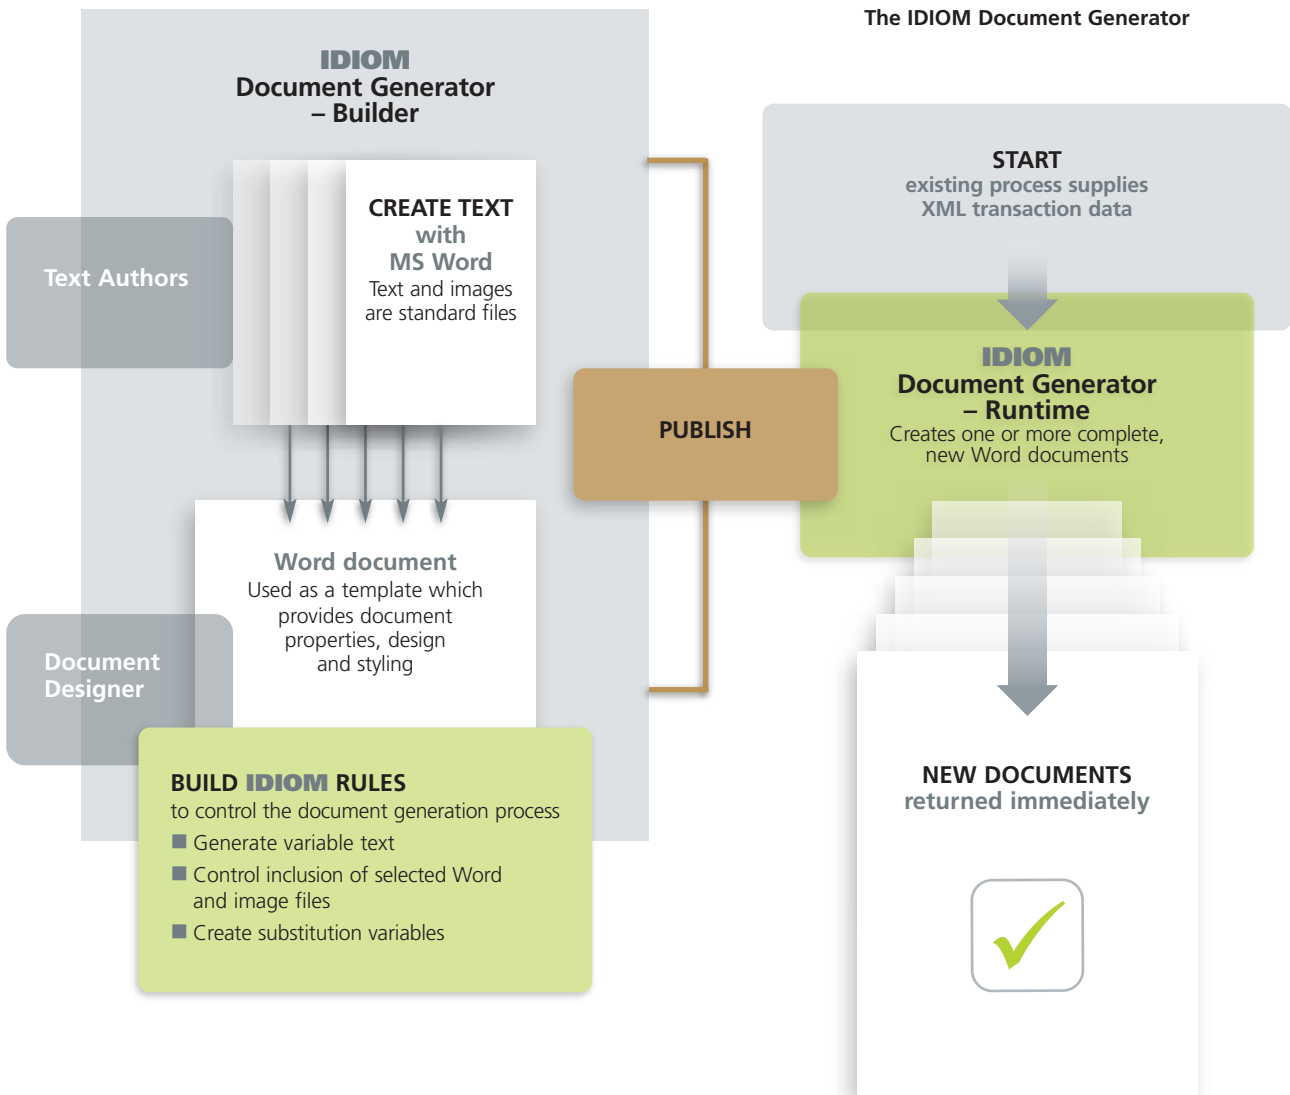 The IDIOM Document Generator
IDIOM
Document Generator
– Builder
CREATE TEXT
with
MS Word
Text and images
are standard files
Text Authors
Word document
Used as a template which
provides document
properties, design
and styling
Document
Designer
BUILD IDIOM RULES
to control the document generation process
■ Generate variable text
■ Control inclusion of selected Word
and image files
■ Create substitution variables
PUBLISH
START
existing process supplies
XML transaction data
IDIOM
Document Generator
– Runtime
Creates one or more complete,
new Word documents
NEW DOCUMENTS
returned immediately